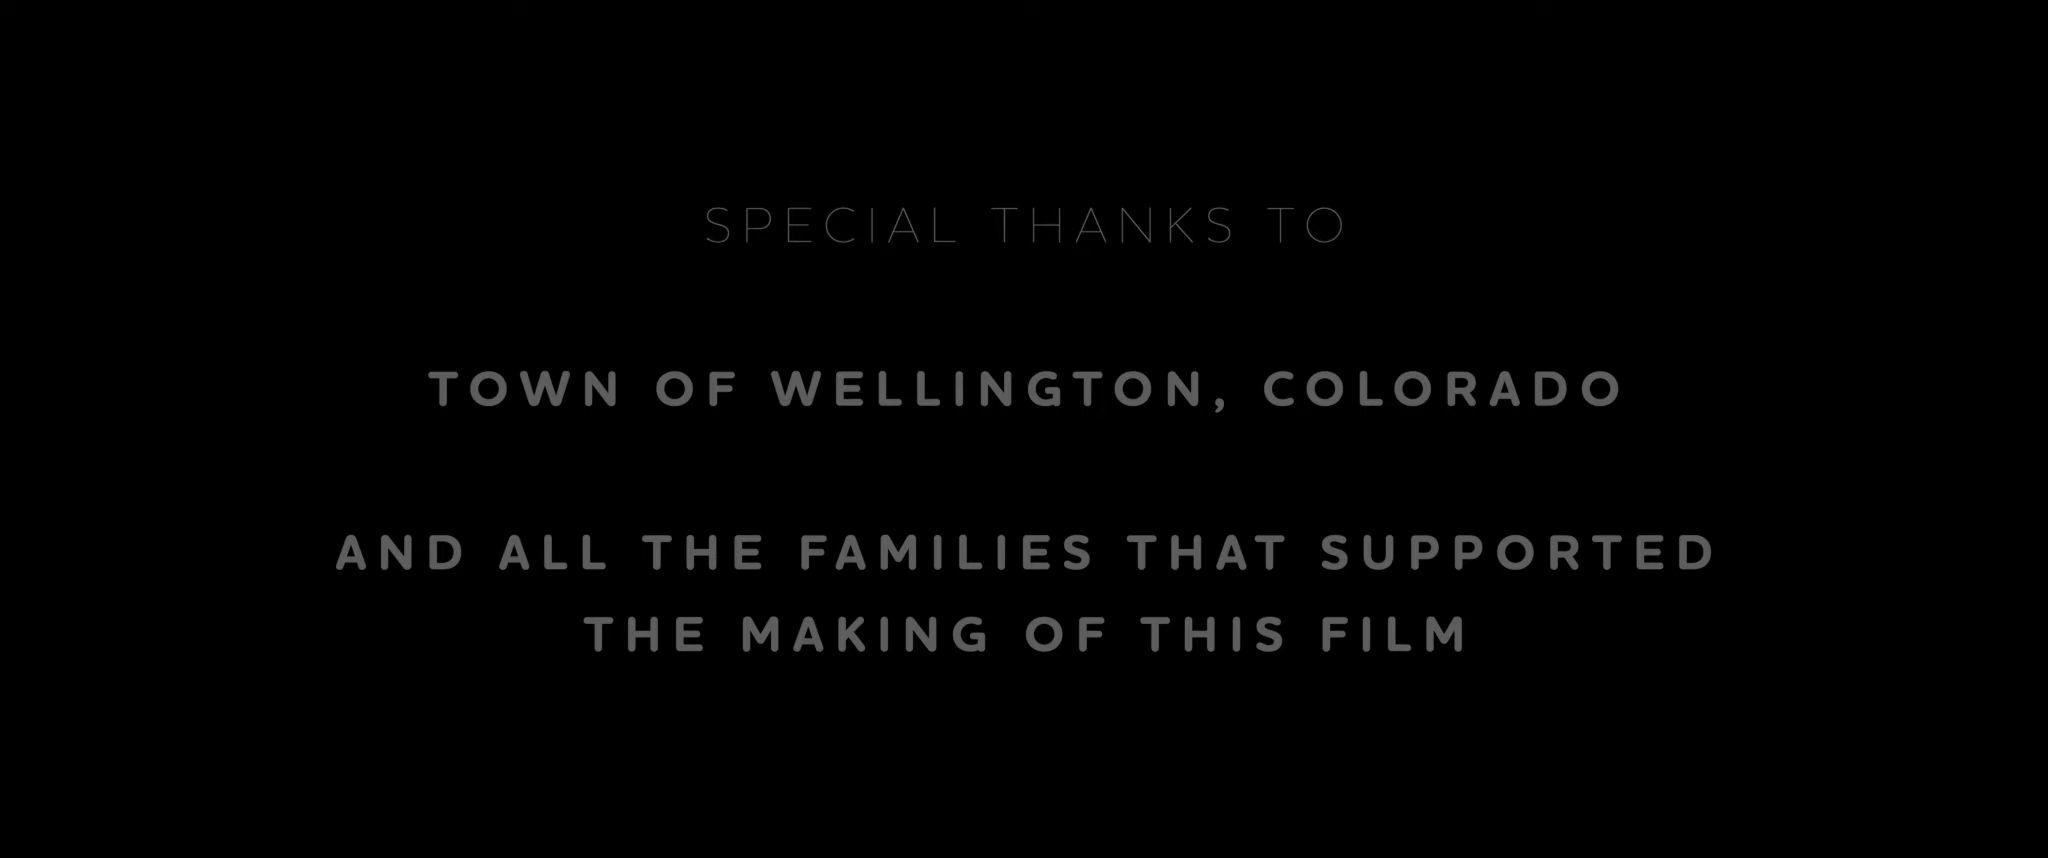 SPECIAL THANKS TO
TOWN OF WELLINGTON, COLORADO
AND ALL THE FAMILIES THAT SUPPORTED
THE MAKING OF THIS FILM